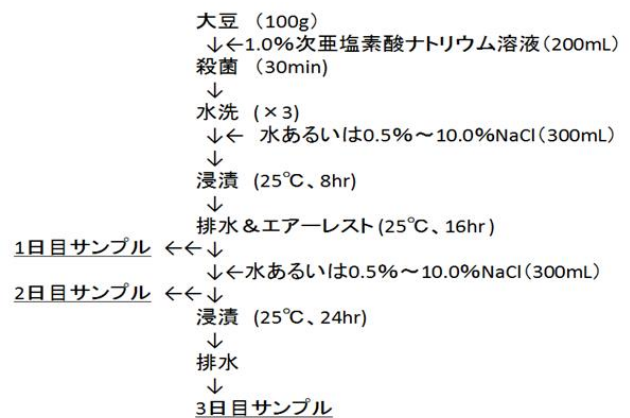 大豆 （100g）
↓←1.0%次亜塩素酸ナトリウム溶液（200mL）
殺菌 （30min）
↓
水洗 （×3）
↓← 水あるいは0.5%～10.0%NaCl（300mL）
↓
浸漬 （25℃、8hr）
↓
排水＆エアーレスト（25℃、16hr）
1日目サンプル ←←↓
↓←水あるいは0.5%～10.0%NaCl（300mL）
2日目サンプル ←←↓
浸漬 （25℃、24hr）
↓
排水
↓
3日目サンプル